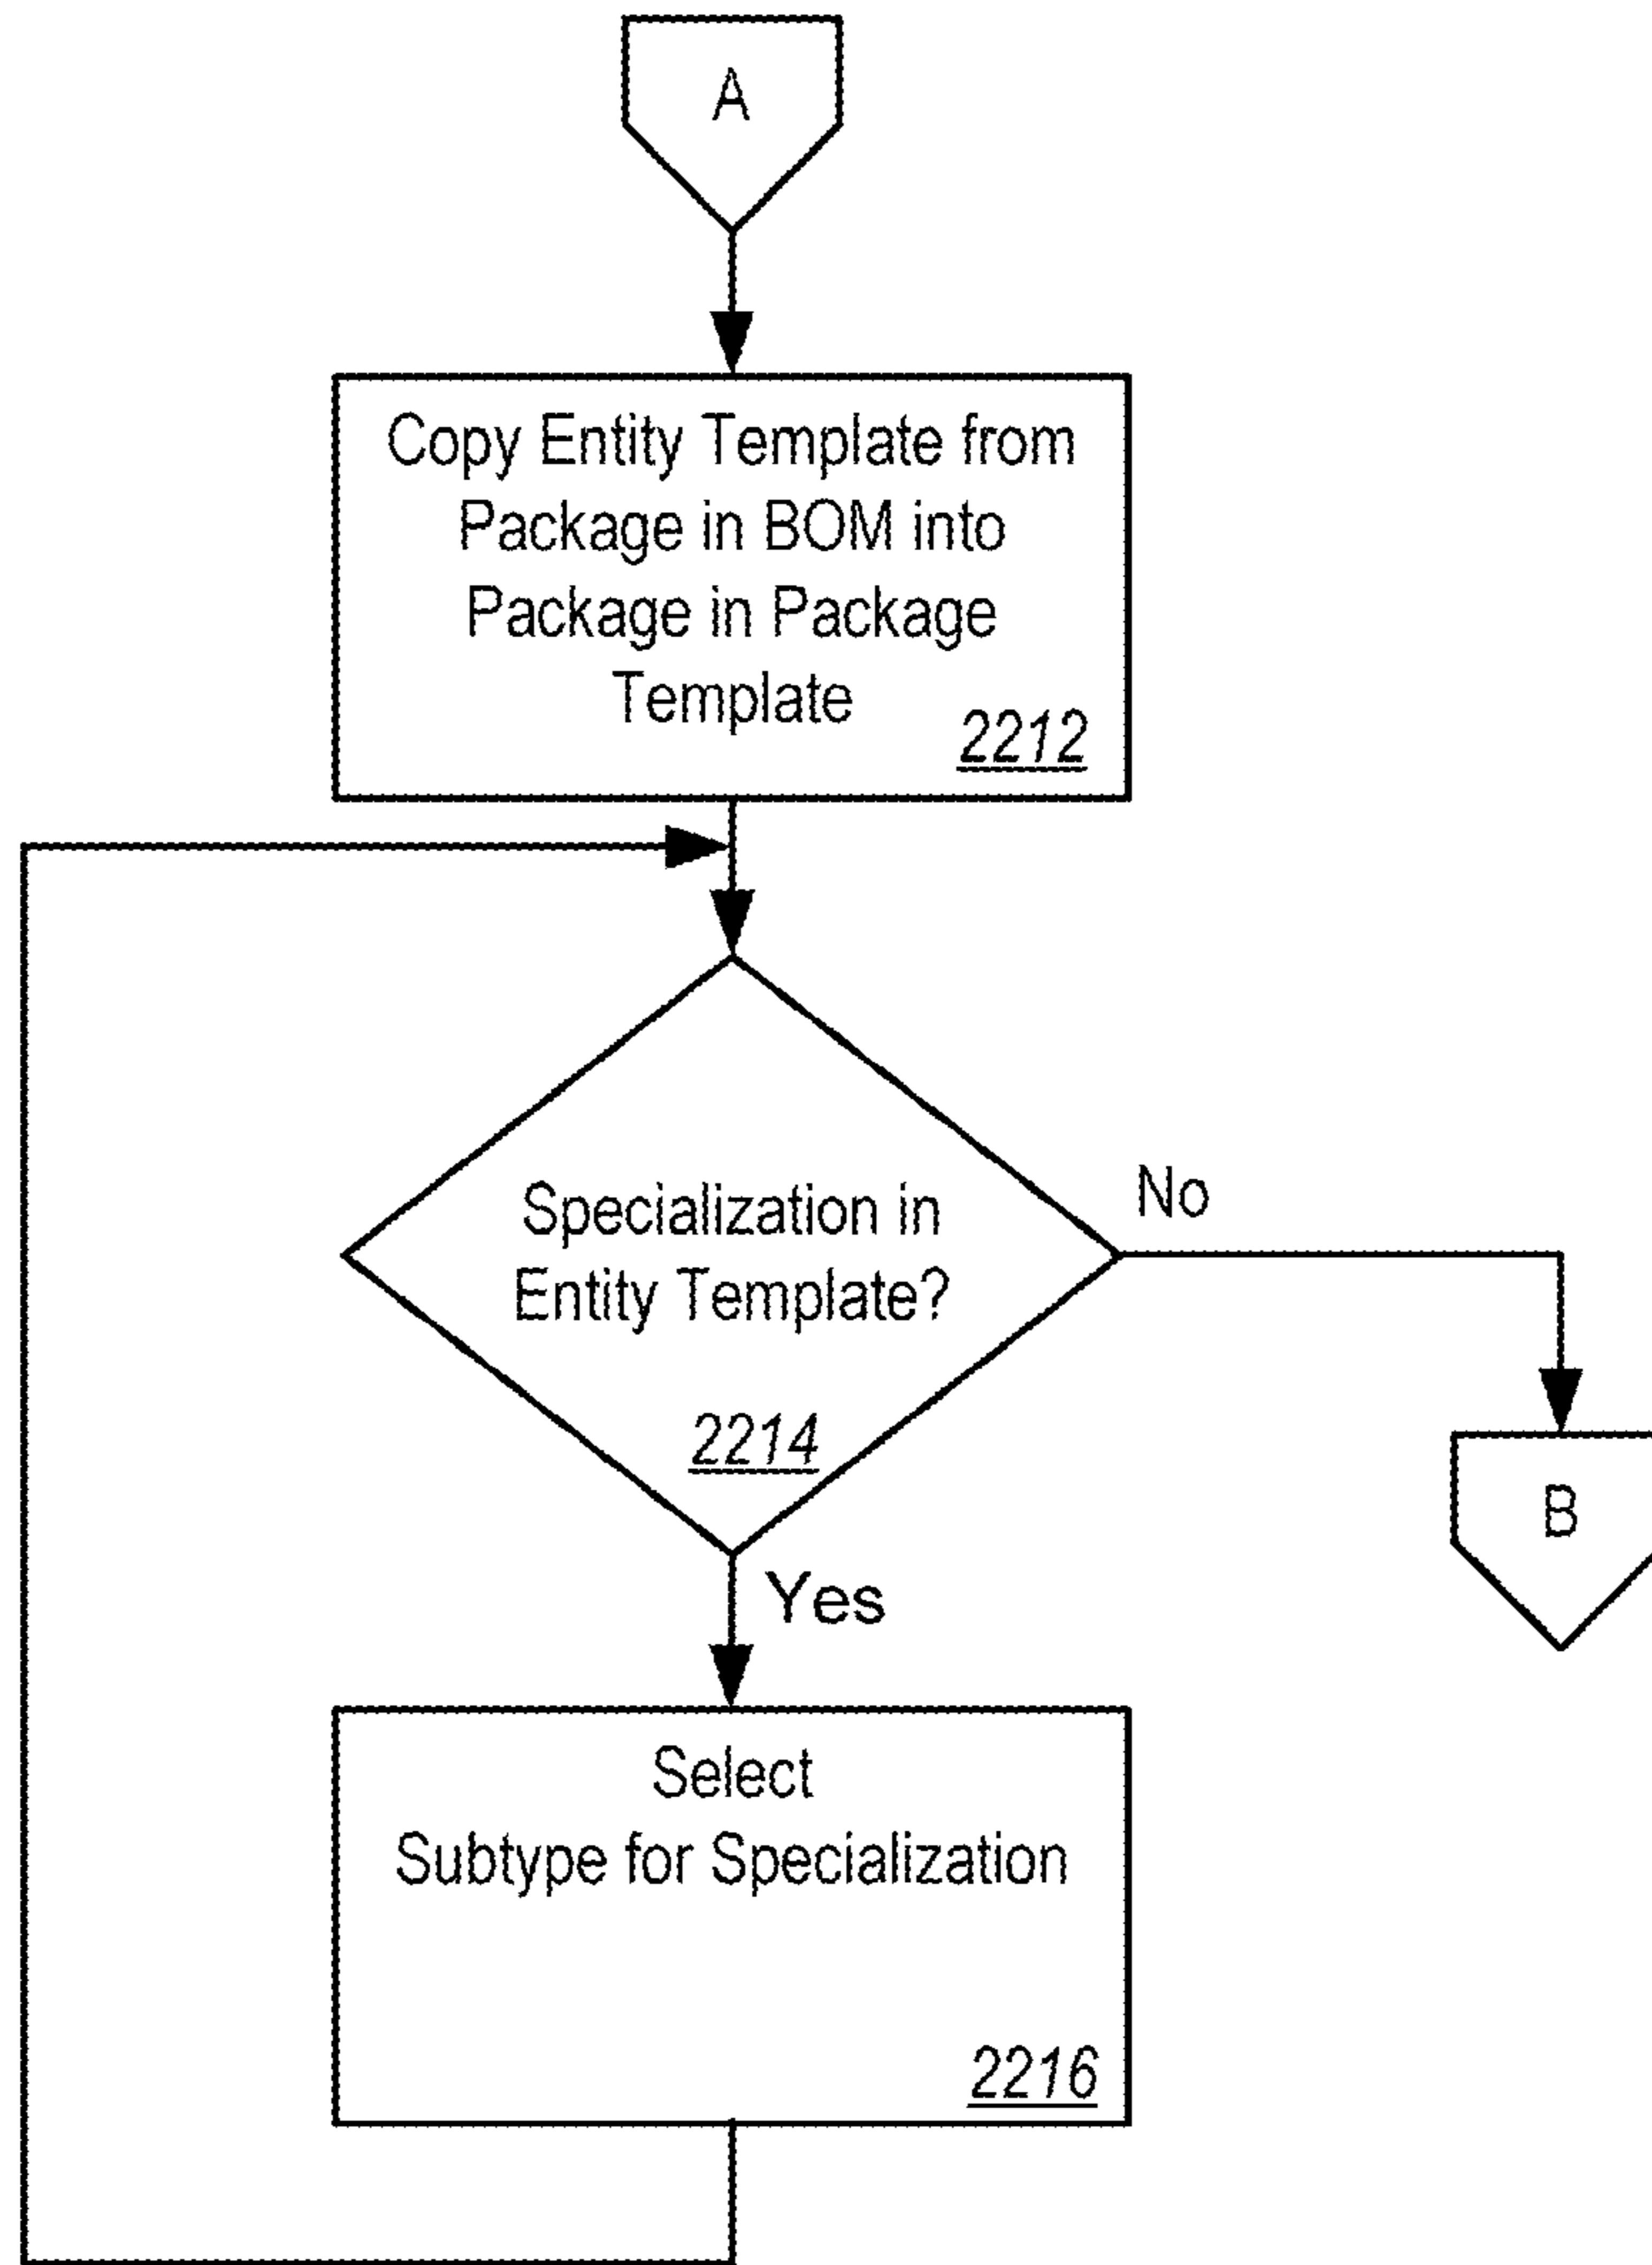 A
Copy Entity Template from
Package in BOM into
Package in Package
Template
2212
Specialization in
Entity Template?
No
2214
B
Yes
Select
Subtype for Specialization
2216